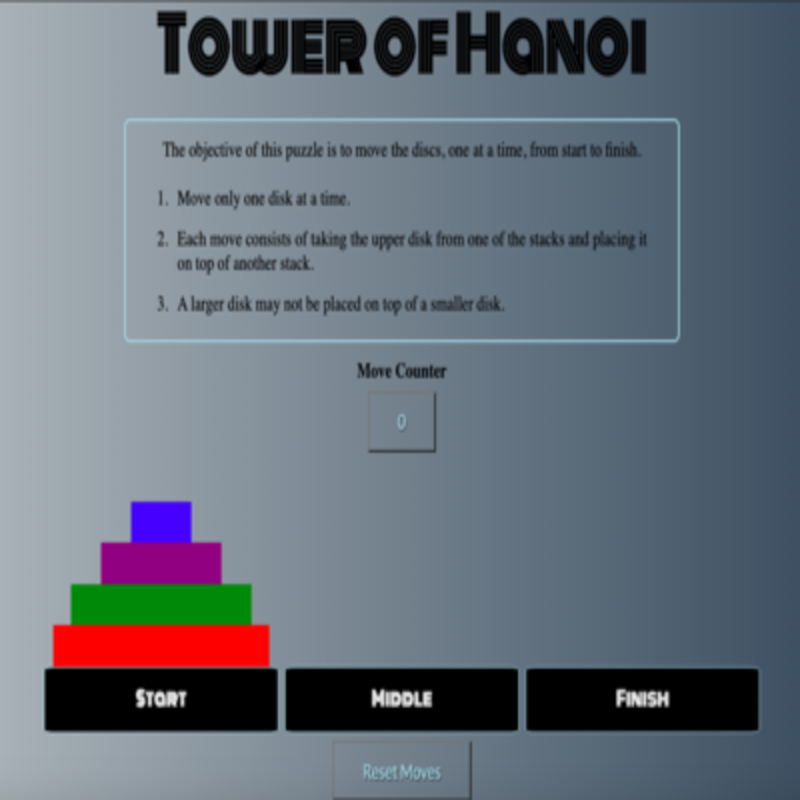 Tower of Hanoi
The objective of this puzzle is to move the discs, one at a time, from start to finish.
1. Move only one disk at a time.
2. Each move consists of taking the upper disk from one of the stacks and placing it
on top of another stack.
3. A larger disk may not be placed on top of a smaller disk.
Move Counter
0
Start Middle Finish
Reset Moves